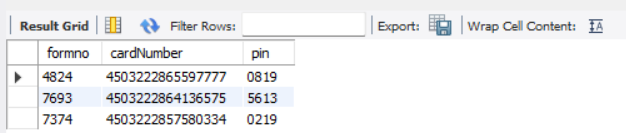 Result Grid Filter Rows: Export: Wrap Cell Content: IA
formno cardNumber pin
4824 4503222865597777 0819
7693 4503222864136575 5613
7374 4503222857580334 0219